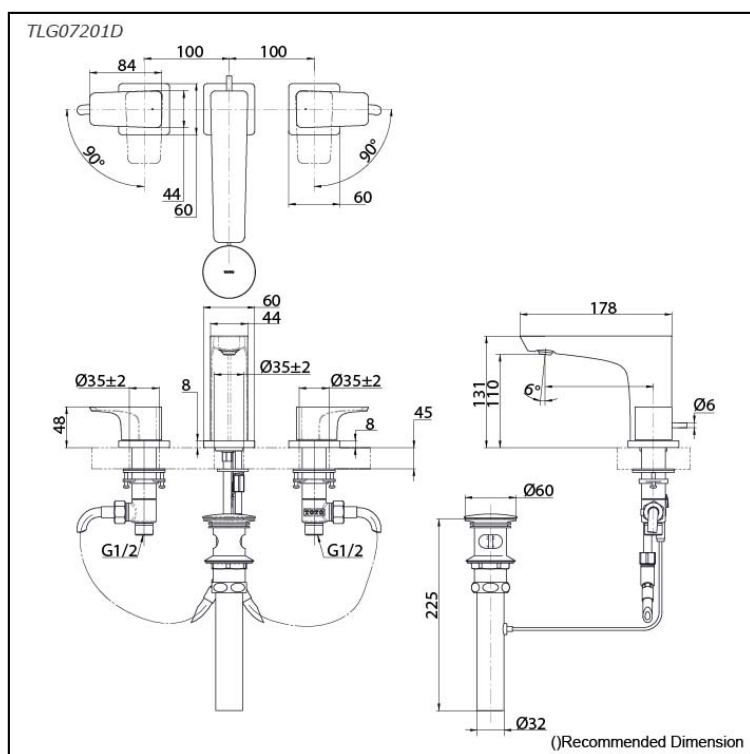 TLG07201D
100 100
84
90°
90°
44
60
60
60
44
178
Ø35±2
Ø35±2
Ø35±2
8
48
8
45
131
110
6°
Ø6
TOTO
G1/2
G1/2
Ø60
225
Ø32
()Recommended Dimension